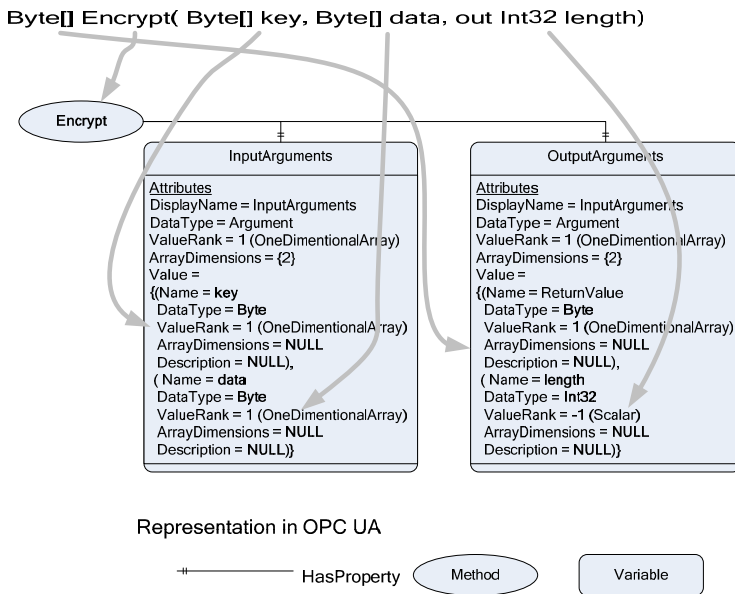 Byte[] Encrypt( Byte[] key, Byte[] data, out Int32 length)
Encrypt
InputArguments
Attributes
DisplayName = InputArguments
DataType = Argument
ValueRank = 1 (OneDimentionalArray)
ArrayDimensions = {2}
Value =
{(Name = key
DataType = Byte
ValueRank = 1 (OneDimentionalArray)
ArrayDimensions = NULL
Description = NULL),
( Name = data
DataType = Byte
ValueRank = 1 (OneDimentionalArray)
ArrayDimensions = NULL
Description = NULL)}
OutputArguments
Attributes
DisplayName = InputArguments
DataType = Argument
ValueRank = 1 (OneDimentionalArray)
ArrayDimensions = {2}
Value =
{(Name = ReturnValue
DataType = Byte
ValueRank = 1 (OneDimentionalArray)
ArrayDimensions = NULL
Description = NULL),
( Name = length
DataType = Int32
ValueRank = -1 (Scalar)
ArrayDimensions = NULL
Description = NULL)}
Representation in OPC UA
HasProperty
Method
Variable